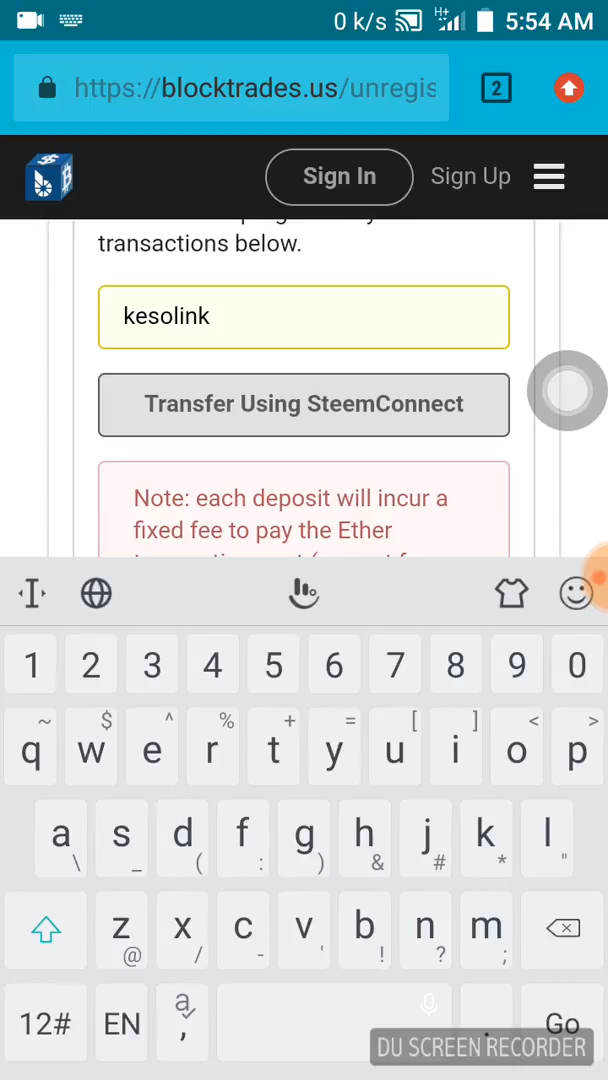 0 k/s H+ 5:54 AM
https://blocktrades.us/unregis 2
Sign In Sign Up
transactions below.
kesolink
Transfer Using SteemConnect
Note: each deposit will incur a
fixed fee to pay the Ether
1 2 3 4 5 6 7 8 9 0
~ $ ^ % + = [ ] < >
q w e r t y u i o p
a s d f g h j k l
\ _ ( : ) & # * "
z x c v b n m
@ / - ' ! ? ;
12# EN a , . Go
DU SCREEN RECORDER